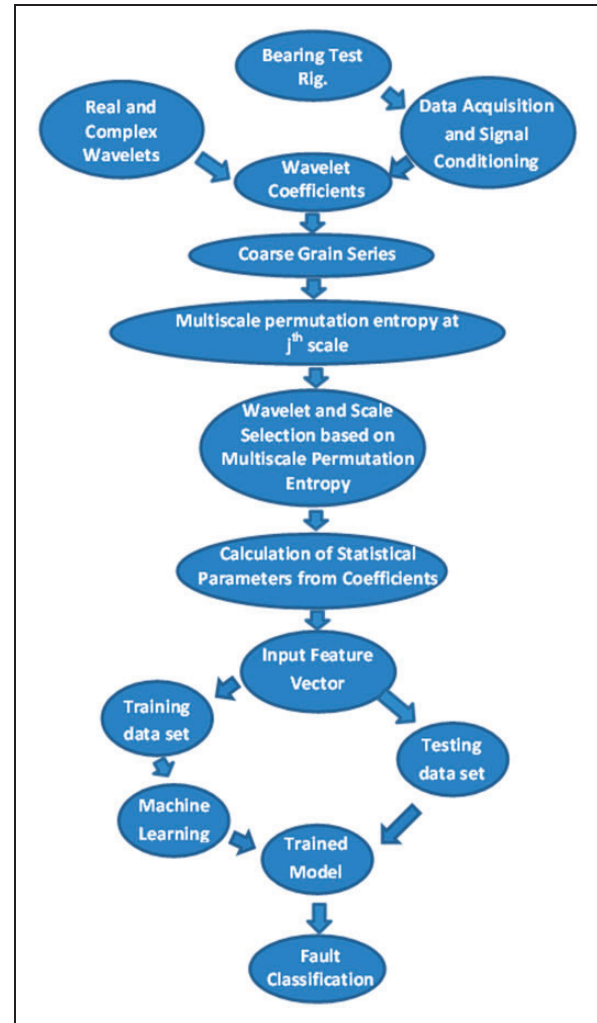 Bearing Test
Rig.
Real and
Complex
Wavelets
Data Acquisition
and Signal
Conditioning
Wavelet
Coefficients
Coarse Grain Series
Multiscale permutation entropy at
jth scale
Wavelet and Scale
Selection based on
Multiscale Permutation
Entropy
Calculation of Statistical
Parameters from Coefficients
Input Feature
Vector
Training
data set
Testing
data set
Machine
Learning
Trained
Model
Fault
Classification